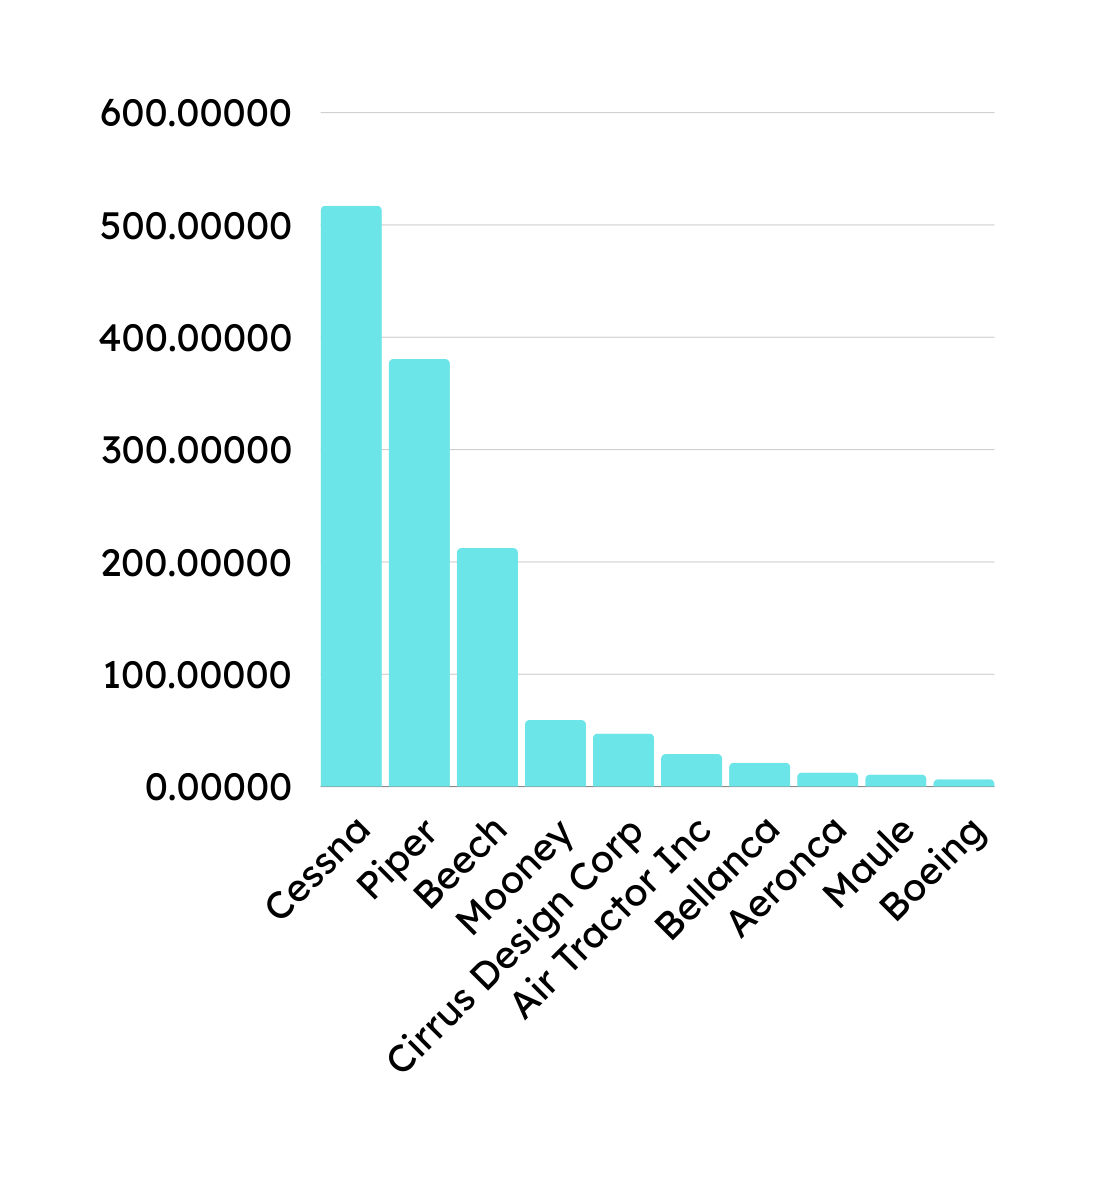 600.00000
500.00000
400.00000
300.00000
200.00000
100.00000
0.00000
Cessna
Piper
Beech
Mooney
Cirrus Design Corp
Air Tractor Inc
Bellanca
Aeronca
Maule
Boeing